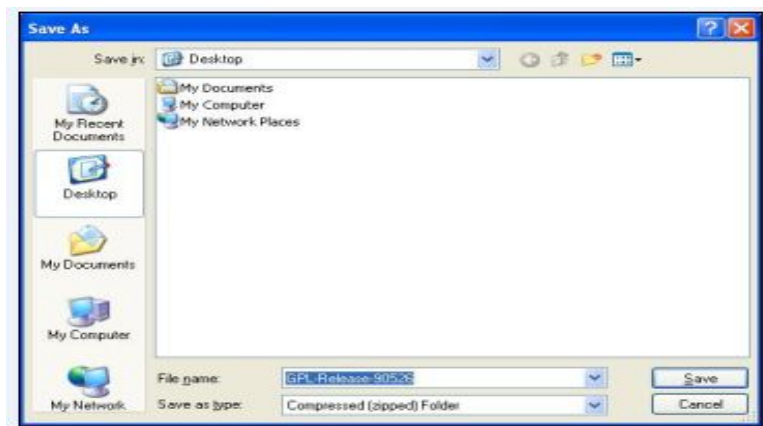 Save As
Save in:
Desktop
My Recent
Documents
Desktop
My Documents
My Computer
My Network
My Documents
My Computer
My Network Places
File name:
GPL-Release-90526
Save
Save as type:
Compressed (zipped) Folder
Cancel